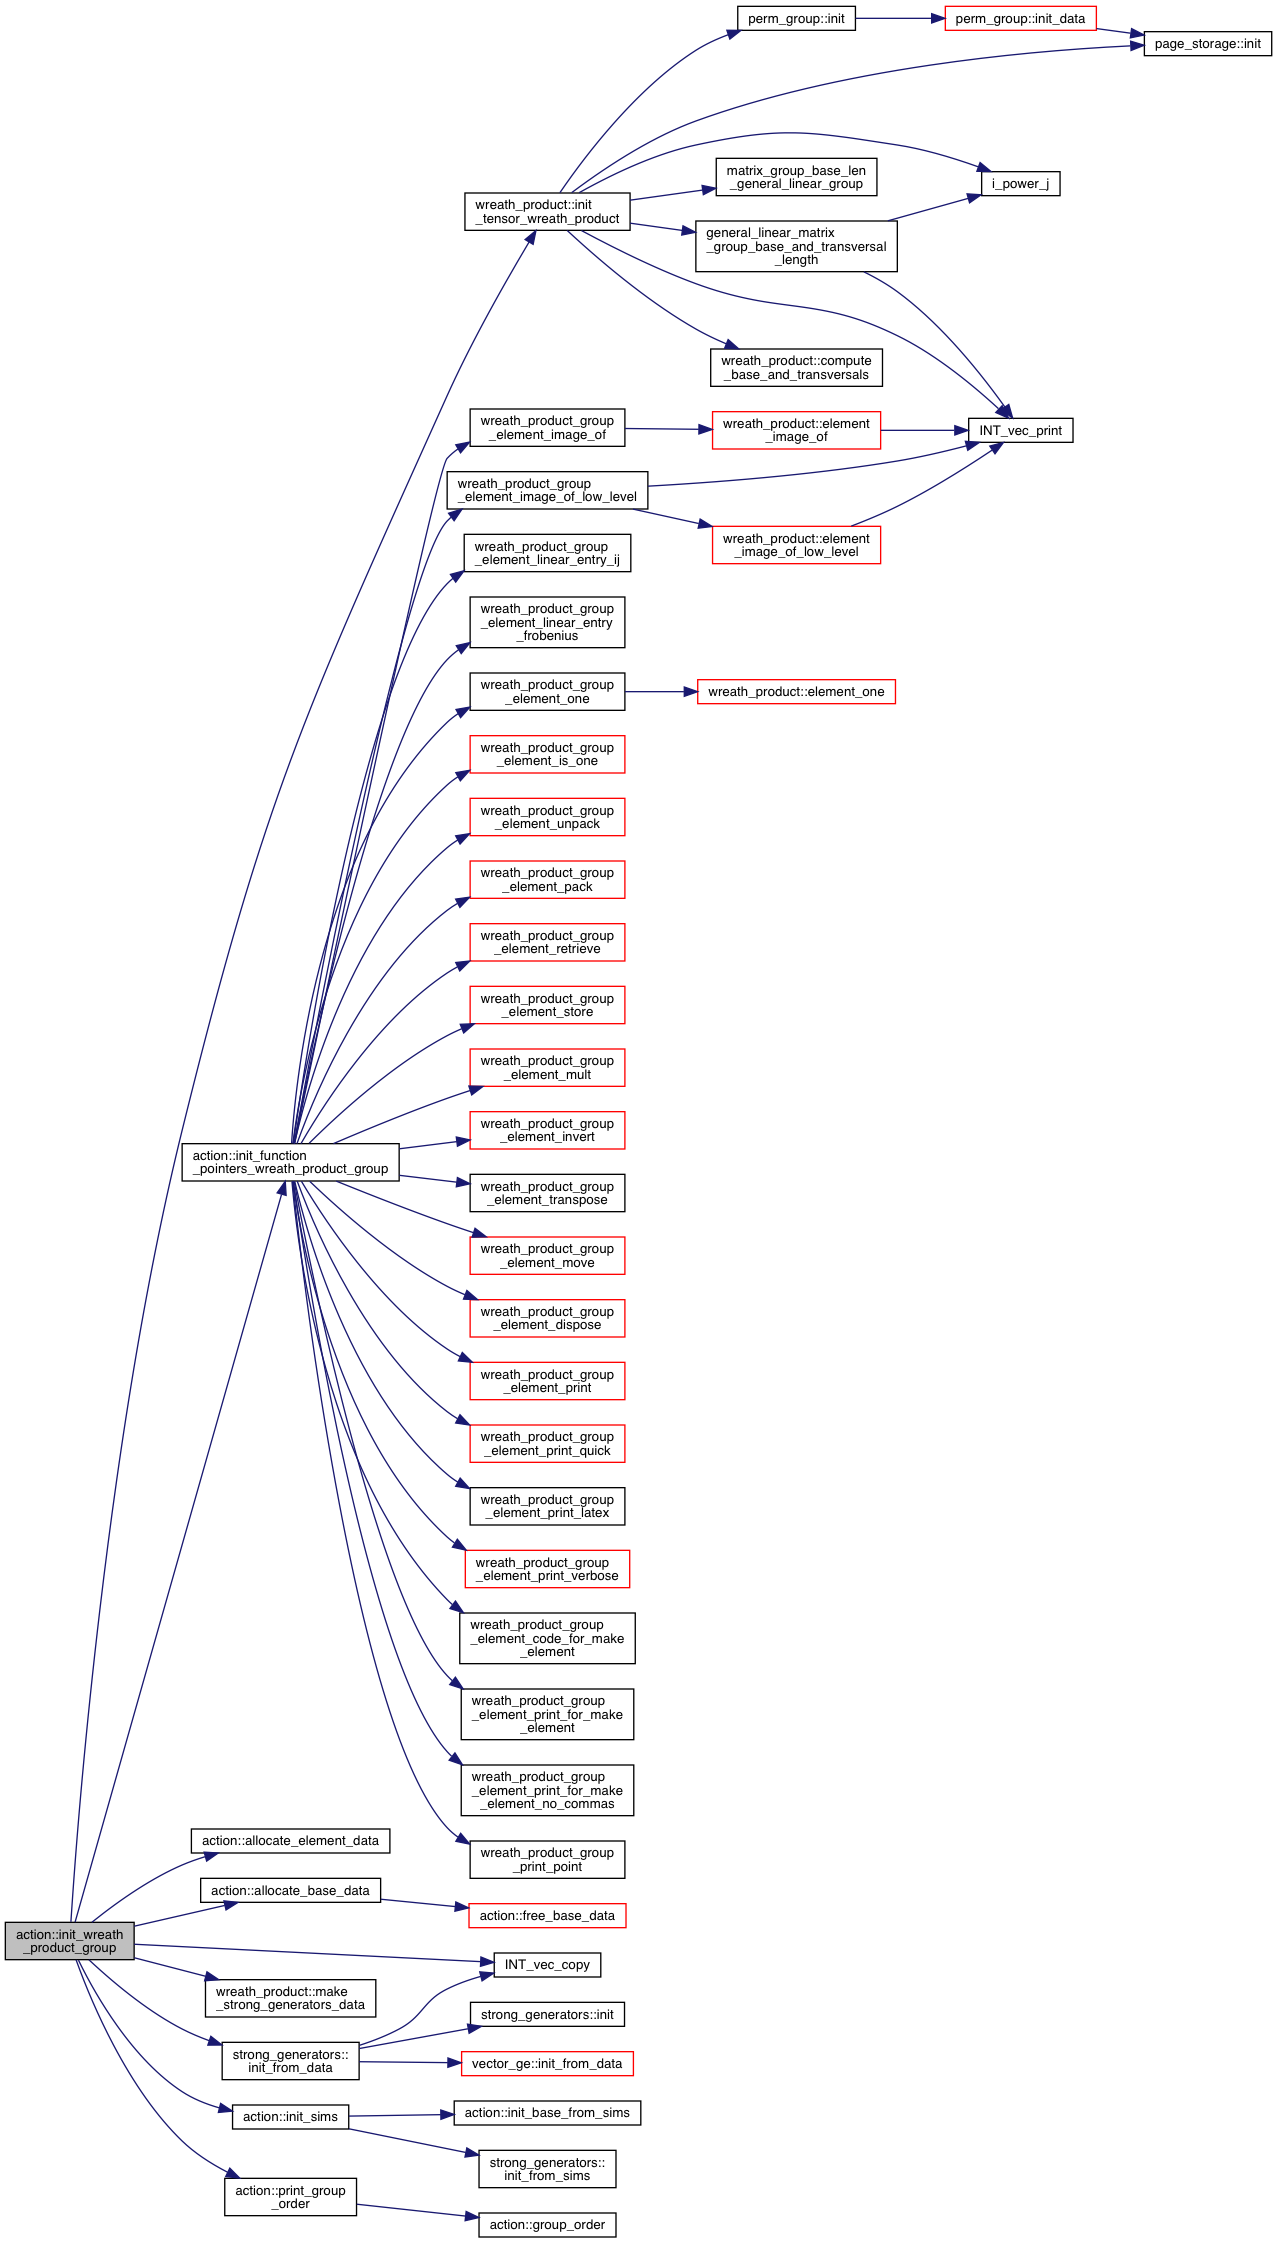 perm_group::init
perm_group::init_data
page_storage::init
matrix_group_base_len
_general_linear_group
i_power_j
wreath_product::init
_tensor_wreath_product
general_linear_matrix
_group_base_and_transversal
_length
wreath_product::compute
_base_and_transversals
wreath_product_group
_element_image_of
wreath_product::element
_image_of
INT_vec_print
wreath_product_group
_element_image_of_low_level
wreath_product::element
_image_of_low_level
wreath_product_group
_element_linear_entry_ij
wreath_product_group
_element_linear_entry
_frobenius
wreath_product_group
_element_one
wreath_product::element_one
wreath_product_group
_element_is_one
wreath_product_group
_element_unpack
wreath_product_group
_element_pack
wreath_product_group
_element_retrieve
wreath_product_group
_element_store
wreath_product_group
_element_mult
wreath_product_group
_element_invert
action::init_function
_pointers_wreath_product_group
wreath_product_group
_element_transpose
wreath_product_group
_element_move
wreath_product_group
_element_dispose
wreath_product_group
_element_print
wreath_product_group
_element_print_quick
wreath_product_group
_element_print_latex
wreath_product_group
_element_print_verbose
wreath_product_group
_element_code_for_make
_element
wreath_product_group
_element_print_for_make
_element
wreath_product_group
_element_print_for_make
_element_no_commas
action::allocate_element_data
wreath_product_group
_print_point
action::allocate_base_data
action::free_base_data
action::init_wreath
_product_group
INT_vec_copy
wreath_product::make
_strong_generators_data
strong_generators::init
strong_generators::
init_from_data
vector_ge::init_from_data
action::init_sims
action::init_base_from_sims
strong_generators::
init_from_sims
action::print_group
_order
action::group_order